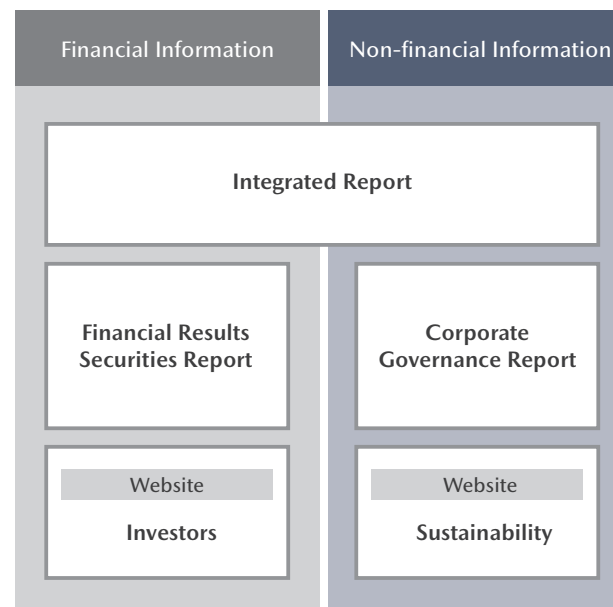 Financial Information
Non-financial Information
Integrated Report
Financial Results
Securities Report
Corporate
Governance Report
Website
Investors
Website
Sustainability